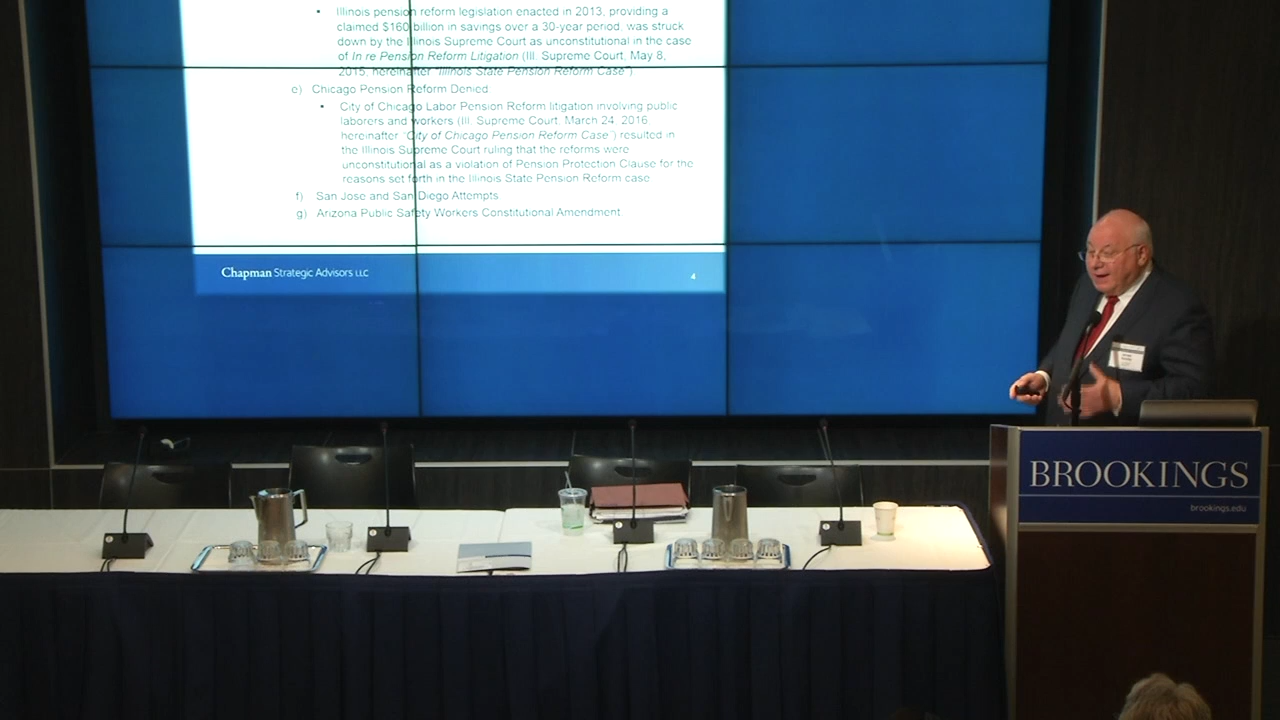 • Illinois pension reform legislation enacted in 2013, providing a
claimed $160 billion in savings over a 30-year period, was struck
down by the Illinois Supreme Court as unconstitutional in the case
of In re Pension Reform Litigation (Ill. Supreme Court, May 8,
2015, hereinafter "Illinois State Pension Reform Case")
e) Chicago Pension Reform Denied
• City of Chicago Labor Pension Reform litigation involving public
laborers and workers (Ill. Supreme Court, March 24, 2016,
hereinafter "City of Chicago Pension Reform Case") resulted in
the Illinois Supreme Court ruling that the reforms were
unconstitutional as a violation of Pension Protection Clause for the
reasons set forth in the Illinois State Pension Reform case
f) San Jose and San Diego Attempts
g) Arizona Public Safety Workers Constitutional Amendment
Chapman Strategic Advisors LLC
4
BROOKINGS
brookings.edu